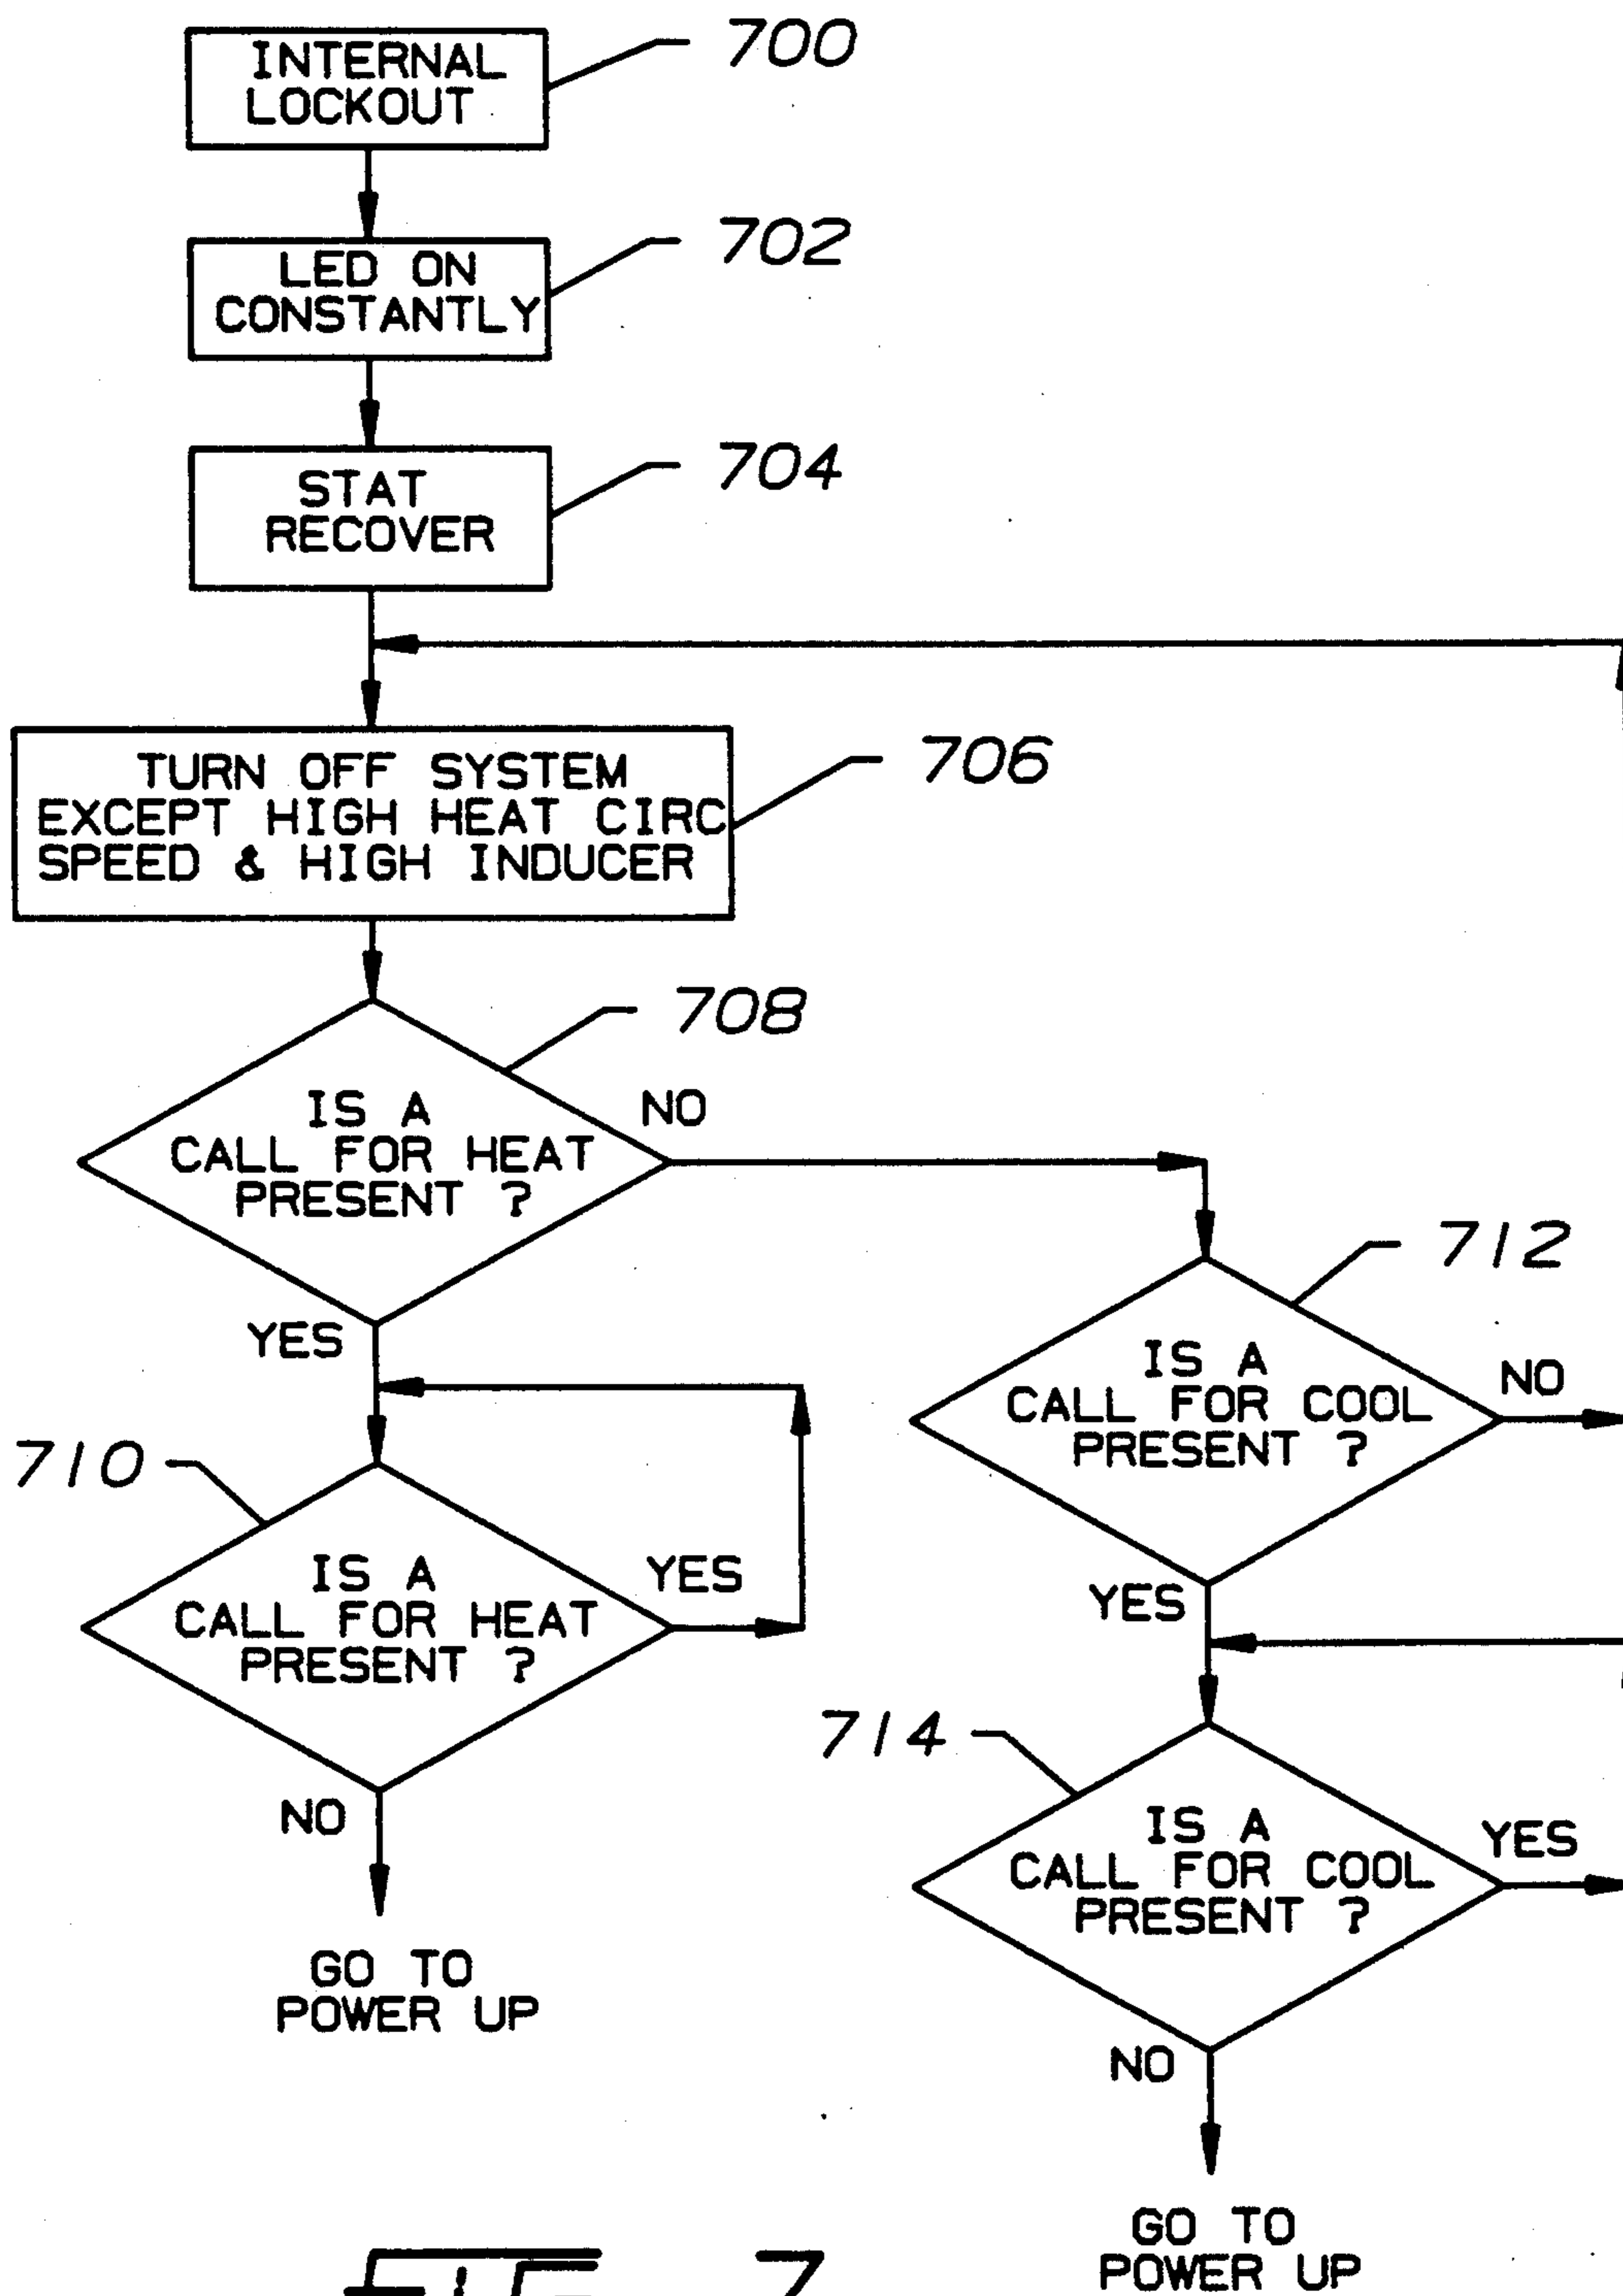 INTERNAL
LOCKOUT
700
LED ON
CONSTANTLY
702
STAT
RECOVER
704
TURN OFF SYSTEM
EXCEPT HIGH HEAT CIRC
SPEED & HIGH INDUCER
706
708
IS A
CALL FOR HEAT
PRESENT ?
NO
YES
712
IS A
CALL FOR COOL
PRESENT ?
NO
YES
710
IS A
CALL FOR HEAT
PRESENT ?
YES
NO
714
IS A
CALL FOR COOL
PRESENT ?
YES
NO
GO TO
POWER UP
GO TO
POWER UP